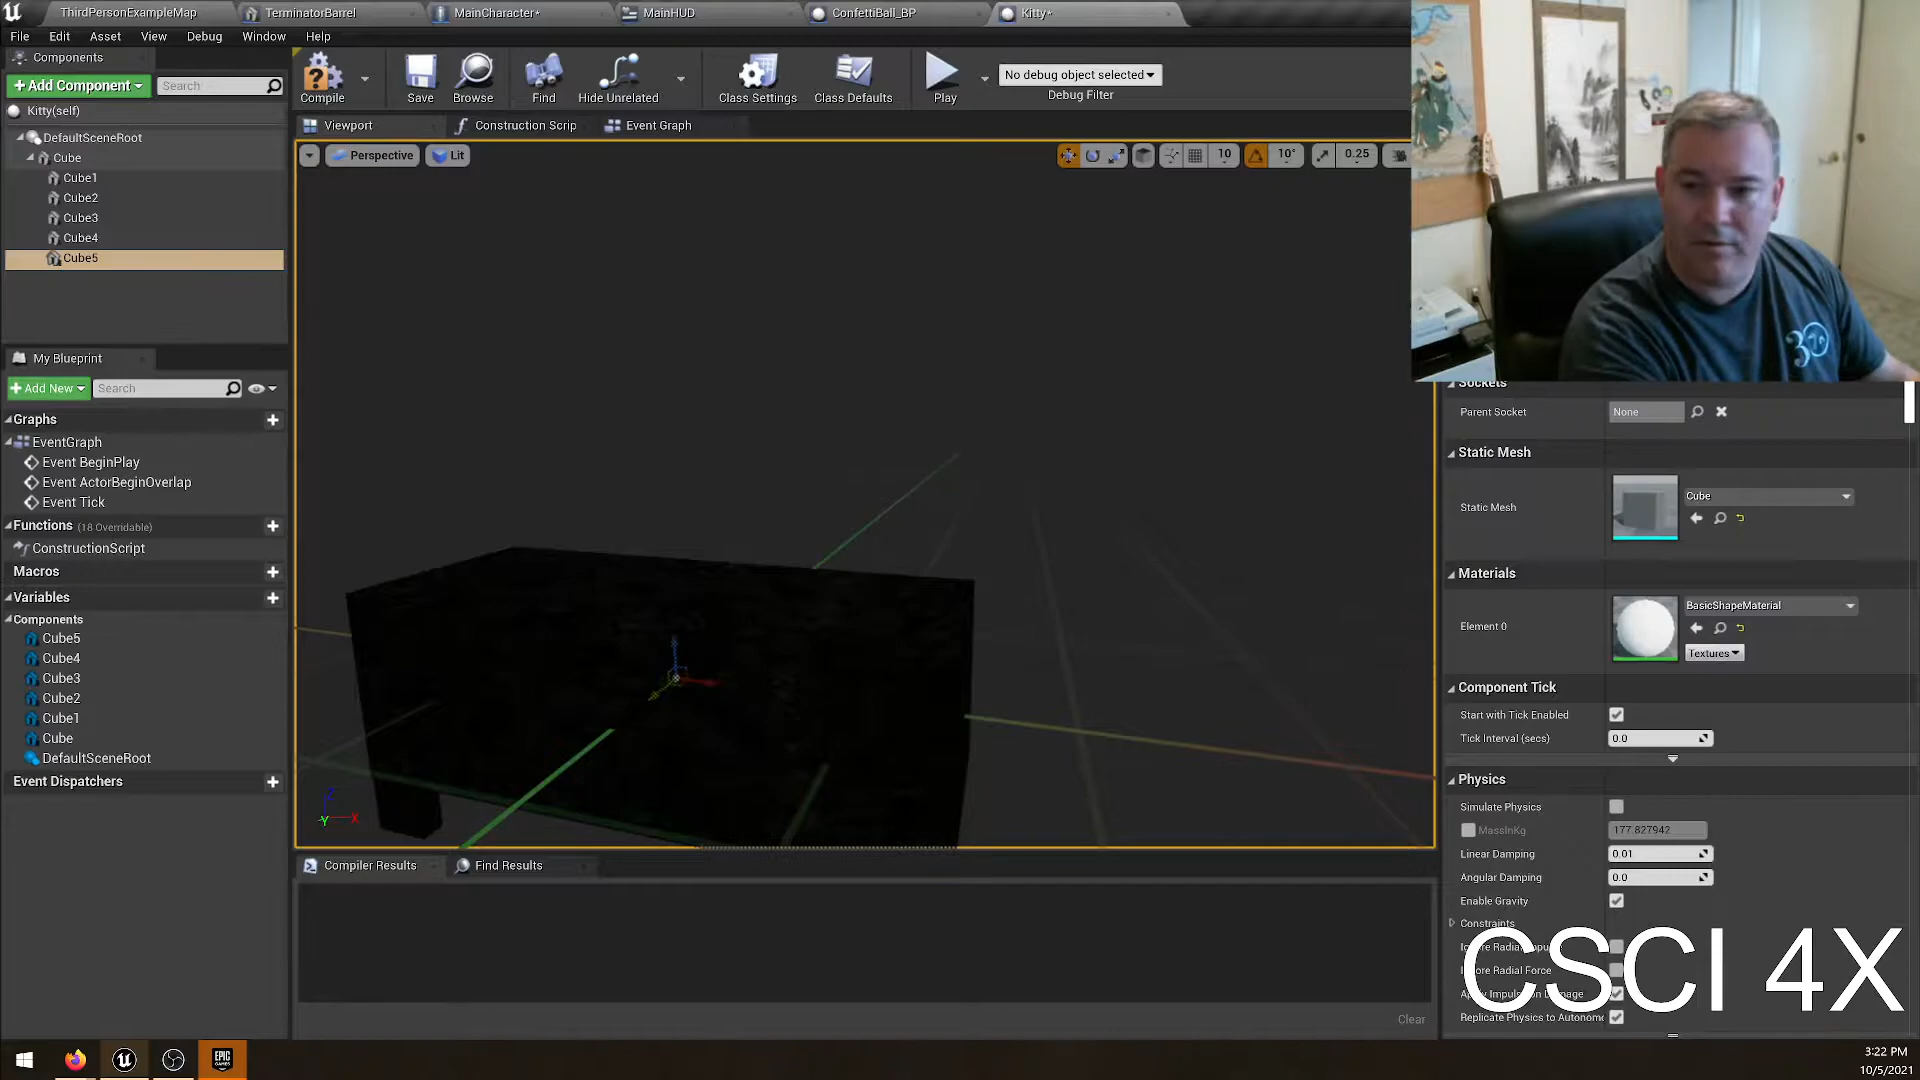 ThirdPersonExampleMap
TerminatorBarrel
MainCharacter*
MainHUD
ConfettiBall_BP
Kitty*
File Edit Asset View Debug Window Help
Components
+ Add Component
Search
Kitty(self)
DefaultSceneRoot
Cube
Cube1
Cube2
Cube3
Cube4
Cube5
Compile
Save
Browse
Find
Hide Unrelated
Class Settings
Class Defaults
Play
No debug object selected
Debug Filter
Viewport
Construction Scrip
Event Graph
Perspective
Lit
10
10°
0.25
My Blueprint
+ Add New
Search
Graphs
EventGraph
Event BeginPlay
Event ActorBeginOverlap
Event Tick
Functions (18 Overridable)
ConstructionScript
Macros
Variables
Components
Cube5
Cube4
Cube3
Cube2
Cube1
Cube
DefaultSceneRoot
Event Dispatchers
Z
Y
X
Compiler Results
Find Results
Clear
Sockets
Parent Socket
None
Static Mesh
Static Mesh
Cube
Materials
Element 0
BasicShapeMaterial
Textures
Component Tick
Start with Tick Enabled
Tick Interval (secs)
0.0
Physics
Simulate Physics
MassInKg
177.827942
Linear Damping
0.01
Angular Damping
0.0
Enable Gravity
Constraints
Radial Force
Replicate Physics to Autonomo
CSCI 4X
EPIC
GAMES
3:22 PM
10/5/2021